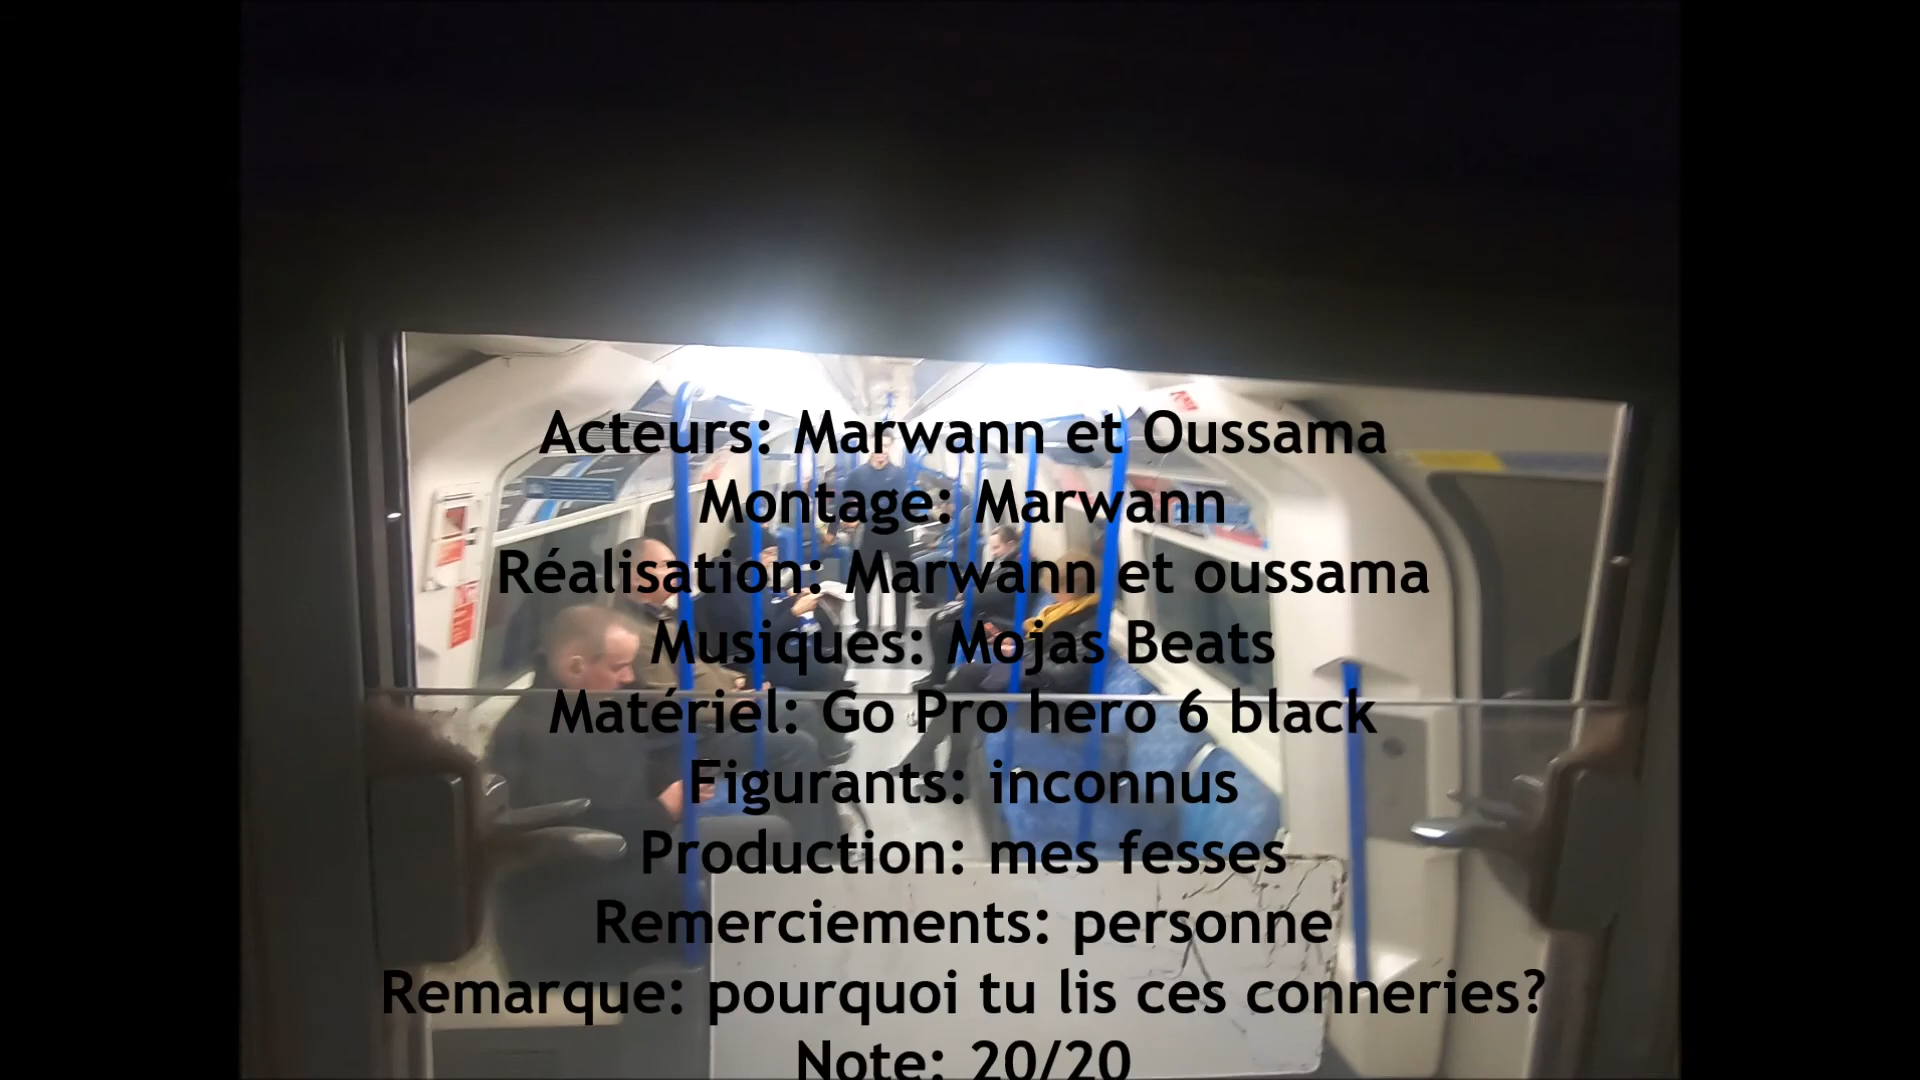 Acteurs: Marwann et Oussama
Montage: Marwann
Réalisation: Marwann et oussama
Musiques: Mojas Beats
Matériel: Go Pro hero 6 black
Figurants: inconnus
Production: mes fesses
Remerciements: personne
Remarque: pourquoi tu lis ces conneries?
Note: 20/20